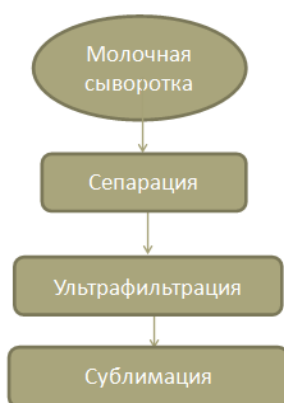 Молочная
сыворотка
Сепарация
Ультрафильтрация
Сублимация